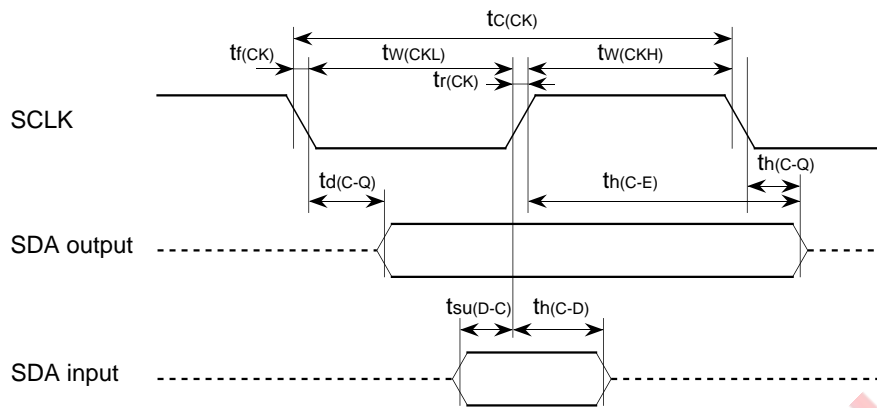 tC(CK)
tf(CK)
tW(CKL)
tW(CKH)
tr(CK)
SCLK
td(C-Q)
th(C-E)
th(C-Q)
SDA output
tsu(D-C)
th(C-D)
SDA input